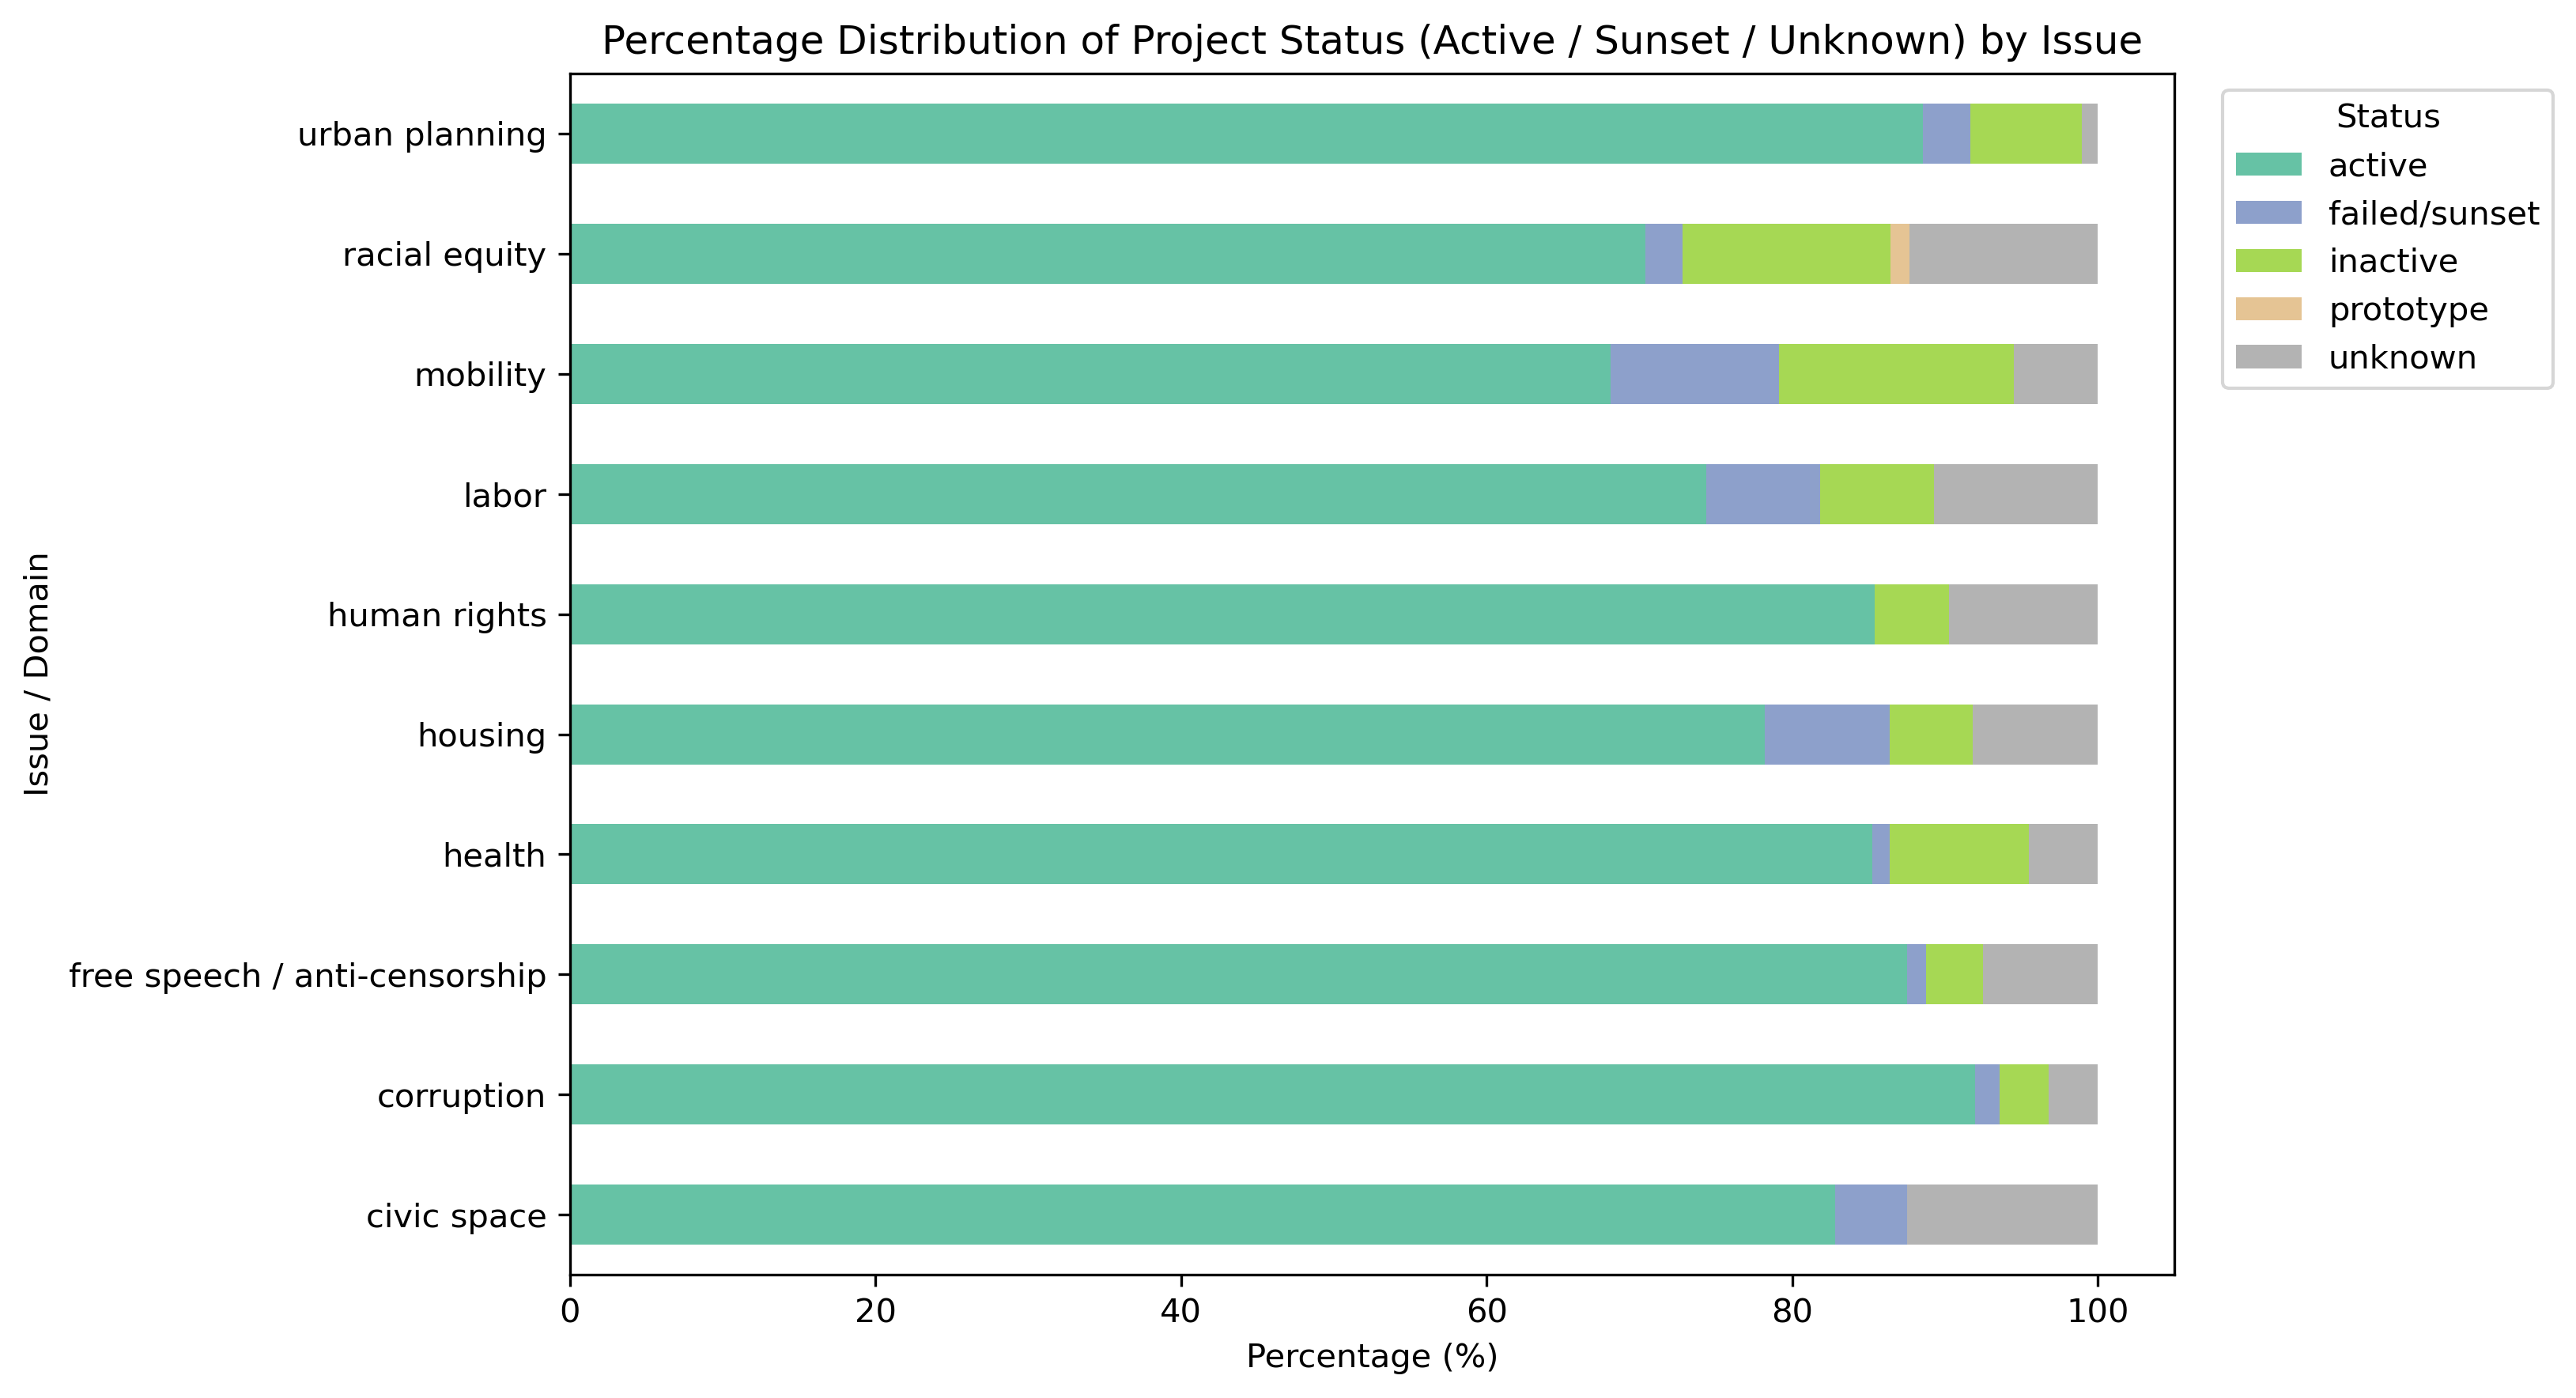 Percentage Distribution of Project Status (Active / Sunset / Unknown) by Issue
Status
active
failed/sunset
inactive
prototype
unknown
Issue / Domain
urban planning
racial equity
mobility
labor
human rights
housing
health
free speech / anti-censorship
corruption
civic space
0 20 40 60 80 100
Percentage (%)